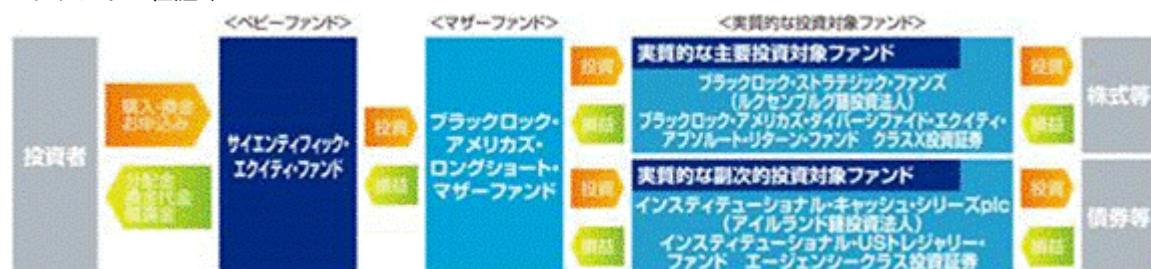 <ベビーファンド>
<マザーファンド>
<実質的な投資対象ファンド>
投資者
購入・換金
お申込み
分配金
換金代金
償還金
サイエンティフィック・
エクイティ・ファンド
投資
損益
ブラックロック・
アメリカズ・
ロングショート・
マザーファンド
投資
損益
実質的な主要投資対象ファンド
ブラックロック・ストラテジック・ファンズ
(ルクセンブルグ籍投資法人)
ブラックロック・アメリカズ・ダイバーシファイド・エクイティ・
アブソルート・リターン・ファンド クラスX投資証券
投資
損益
株式等
投資
損益
実質的な副次的投資対象ファンド
インスティテューショナル・キャッシュ・シリーズplc
(アイルランド籍投資法人)
インスティテューショナル・USトレジャリー・
ファンド エージェンシークラス投資証券
投資
損益
債券等